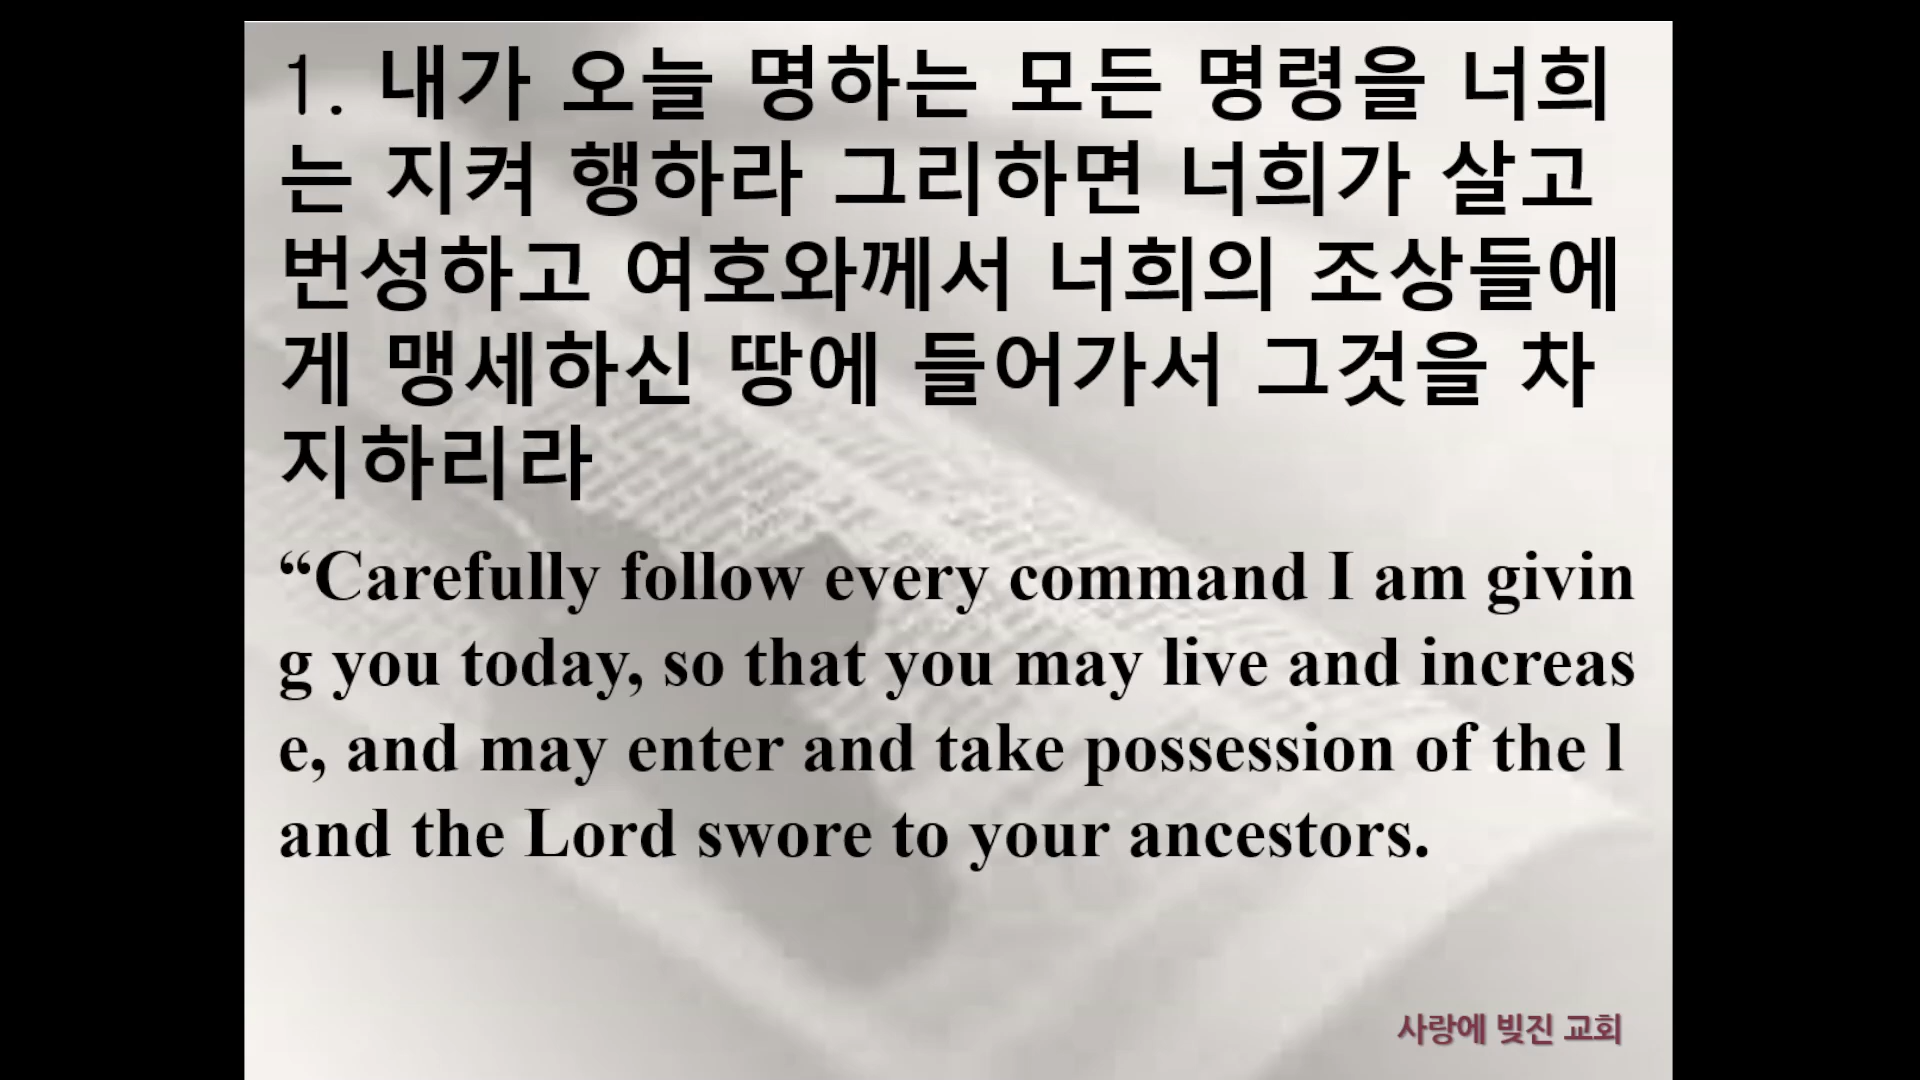 1. 내가 오늘 명하는 모든 명령을 너희
는 지켜 행하라 그리하면 너희가 살고
번성하고 여호와께서 너희의 조상들에
게 맹세하신 땅에 들어가서 그것을 차
지하리라
“Carefully follow every command I am givin
g you today, so that you may live and increas
e, and may enter and take possession of the l
and the Lord swore to your ancestors.
사랑에 빚진 교회